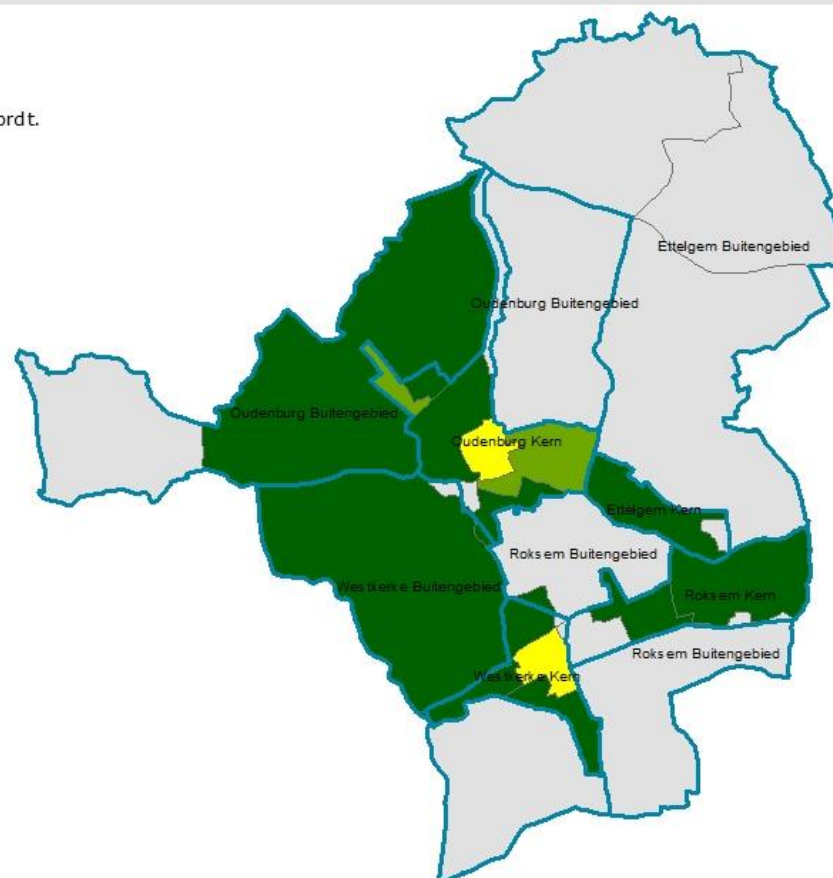 ordt.
Ettelgem Buitengebied
Oudenburg Buitengebied
Oudenburg Buitengebied
Oudenburg Kern
Ettelgem Kern
Roksem Buitengebied
Westkerke Buitengebied
Roksem Kern
Roksem Buitengebied
Westkerke Kern